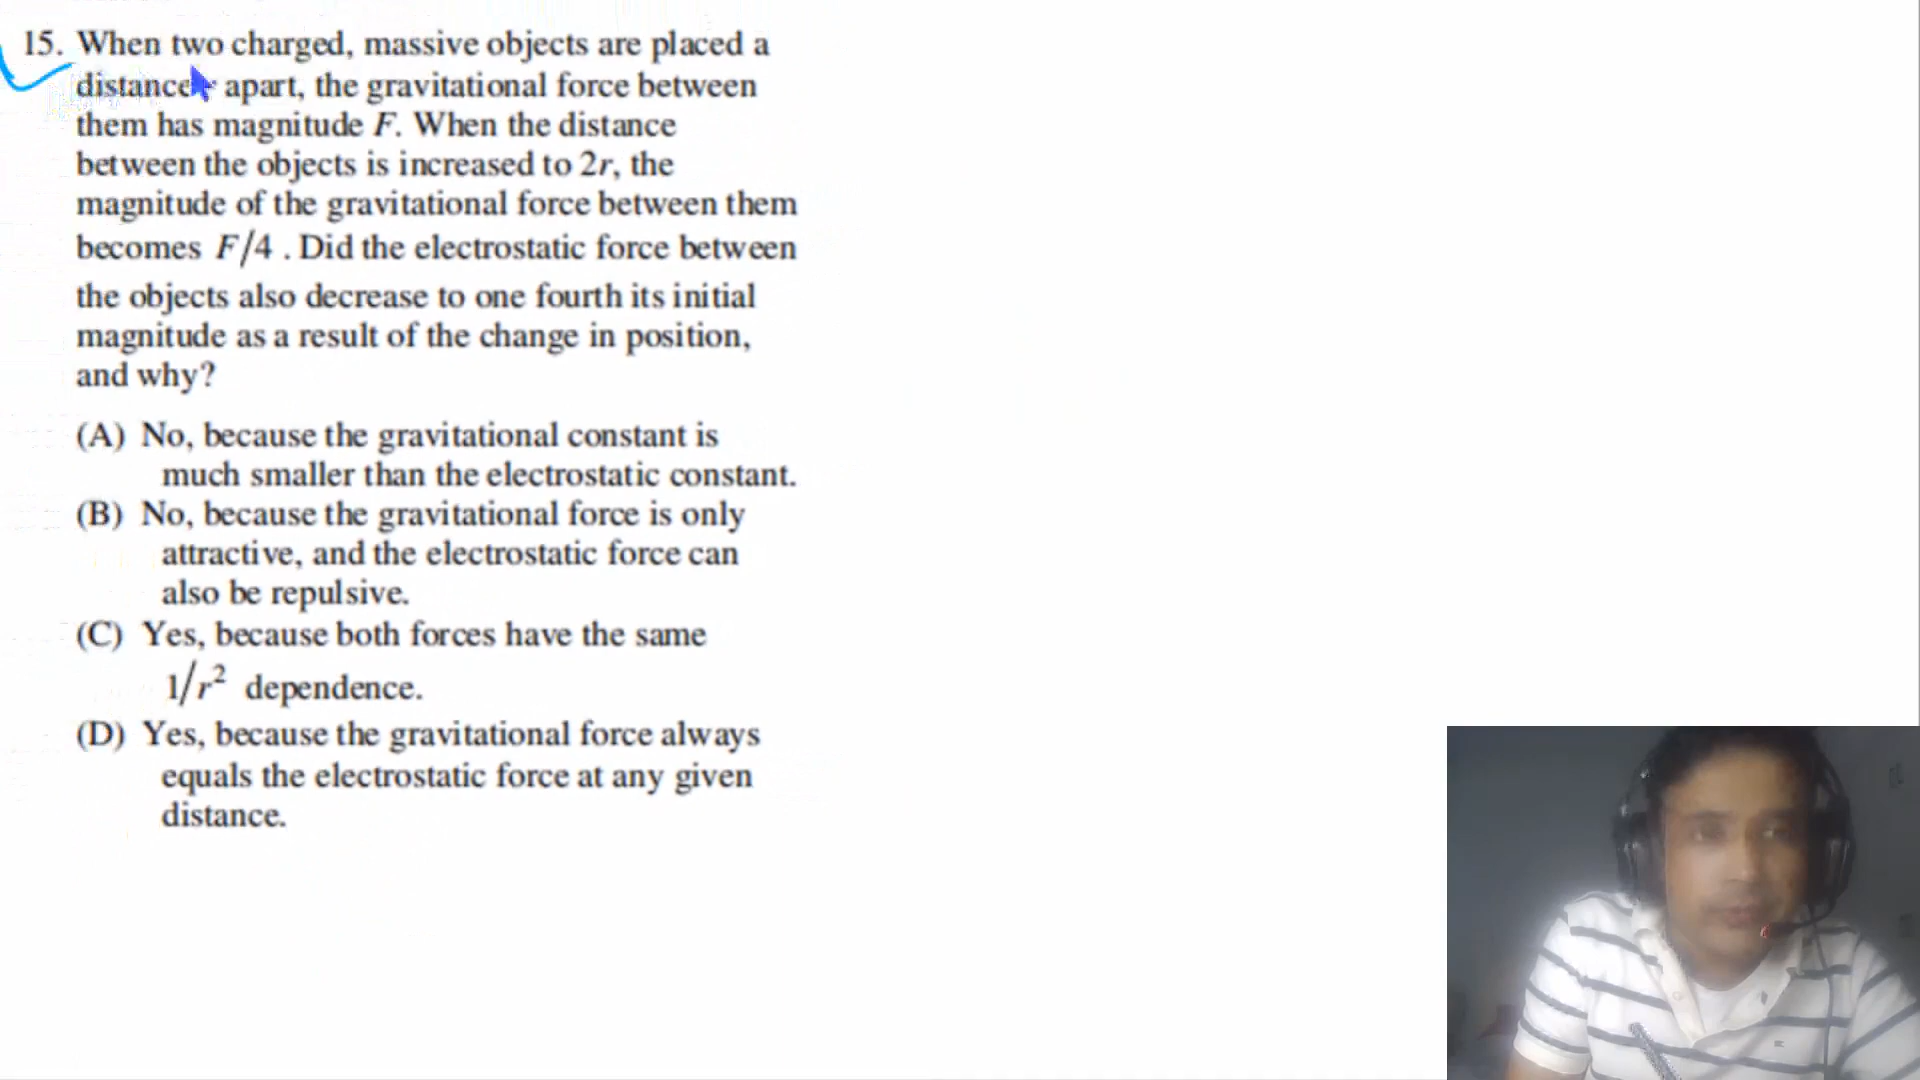 15. When two charged, massive objects are placed a
distance apart, the gravitational force between
them has magnitude F. When the distance
between the objects is increased to 2r, the
magnitude of the gravitational force between them
becomes F/4 . Did the electrostatic force between
the objects also decrease to one fourth its initial
magnitude as a result of the change in position,
and why?
(A) No, because the gravitational constant is
much smaller than the electrostatic constant.
(B) No, because the gravitational force is only
attractive, and the electrostatic force can
also be repulsive.
(C) Yes, because both forces have the same
1/r² dependence.
(D) Yes, because the gravitational force always
equals the electrostatic force at any given
distance.